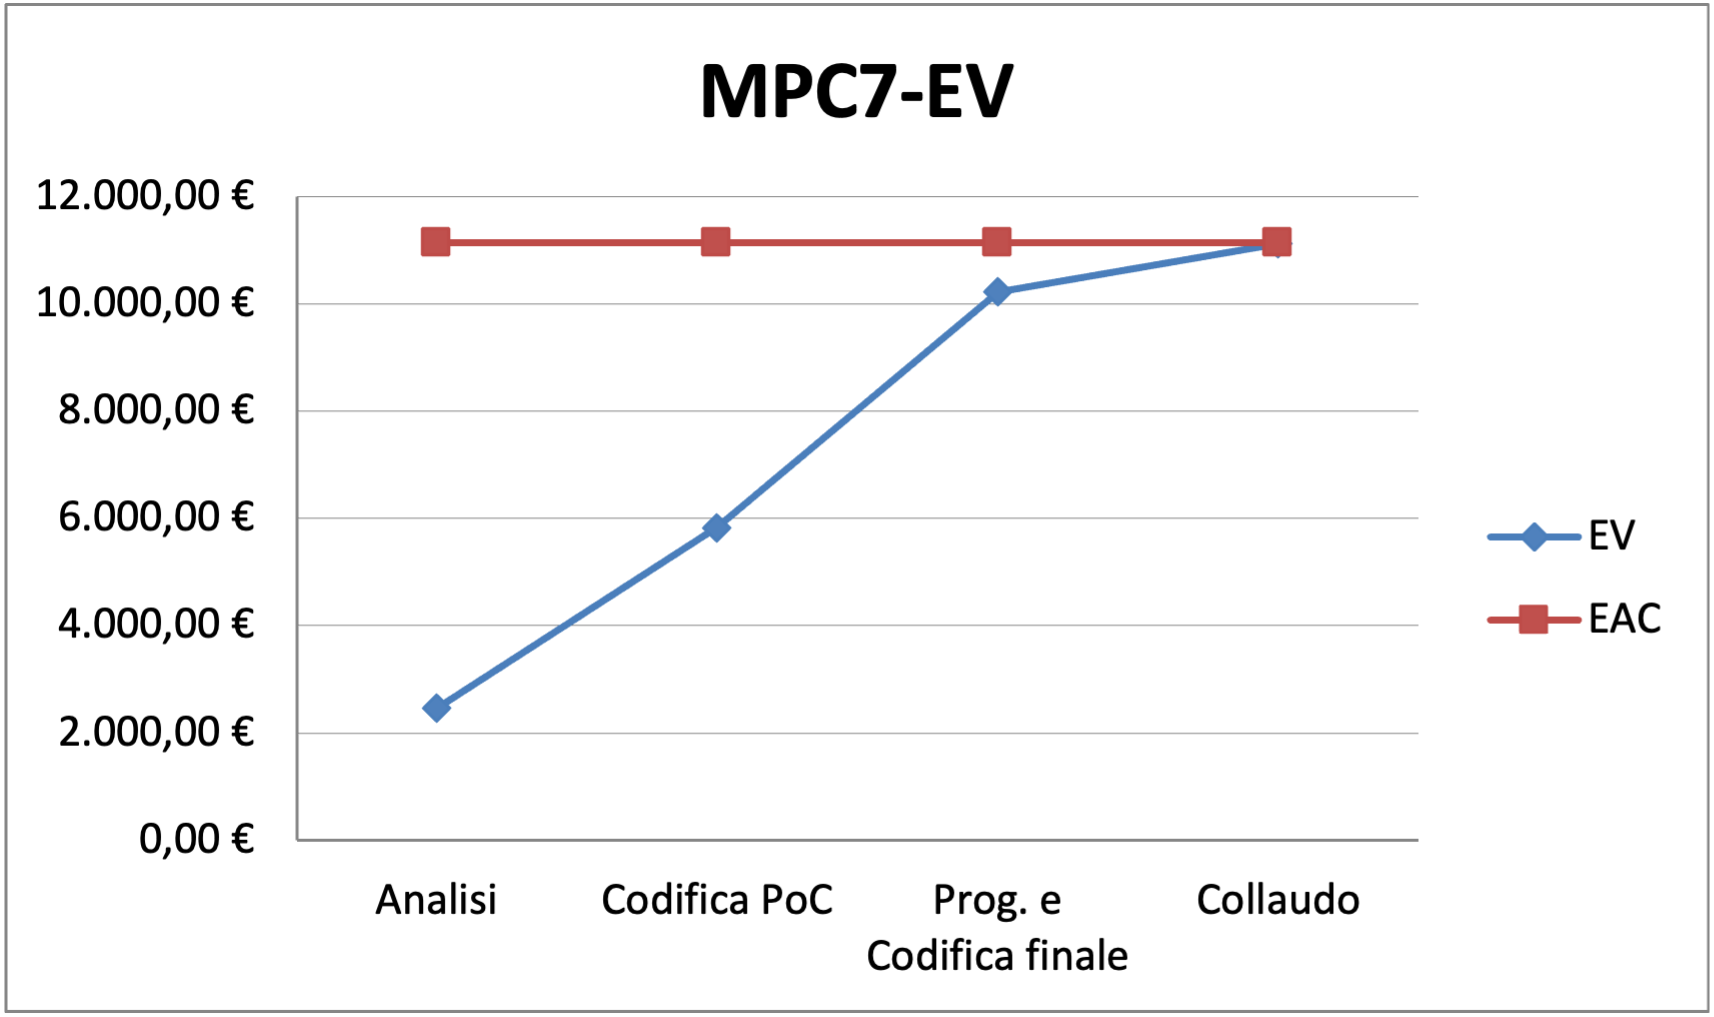 MPC7-EV
12.000,00 €
10.000,00 €
8.000,00 €
6.000,00 €
4.000,00 €
2.000,00 €
0,00 €
Analisi
Codifica PoC
Prog. e
Codifica finale
Collaudo
EV
EAC